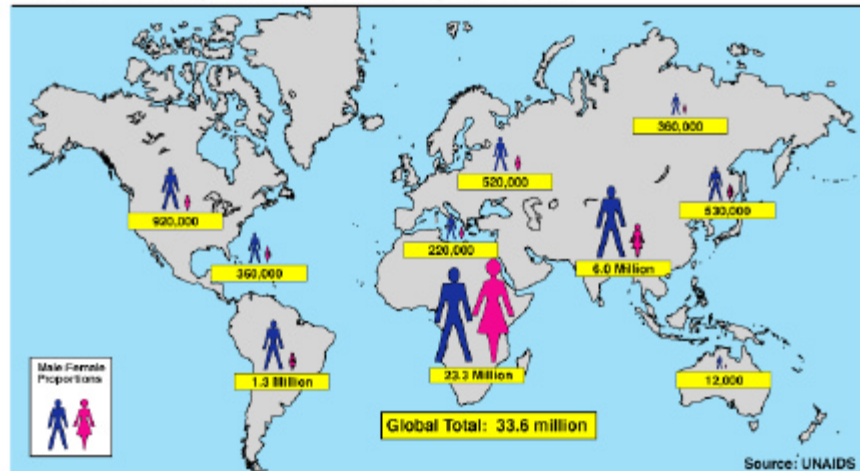 360,000
520,000
920,000
530,000
220,000
360,000
6.0 Million
1.3 Million
23.3 Million
12,000
Male:Female
Proportions
Global Total: 33.6 million
Source: UNAIDS